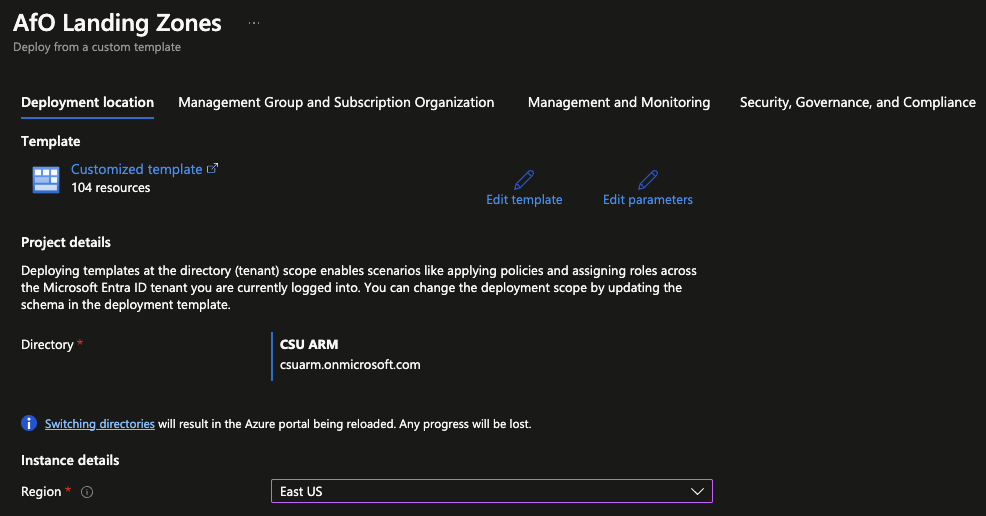 AfO Landing Zones ...
Deploy from a custom template
Deployment location Management Group and Subscription Organization Management and Monitoring Security, Governance, and Compliance
Template
Customized template
104 resources
Edit template Edit parameters
Project details
Deploying templates at the directory (tenant) scope enables scenarios like applying policies and assigning roles across
the Microsoft Entra ID tenant you are currently logged into. You can change the deployment scope by updating the
schema in the deployment template.
Directory * CSU ARM
csuarm.onmicrosoft.com
Switching directories will result in the Azure portal being reloaded. Any progress will be lost.
Instance details
Region * East US